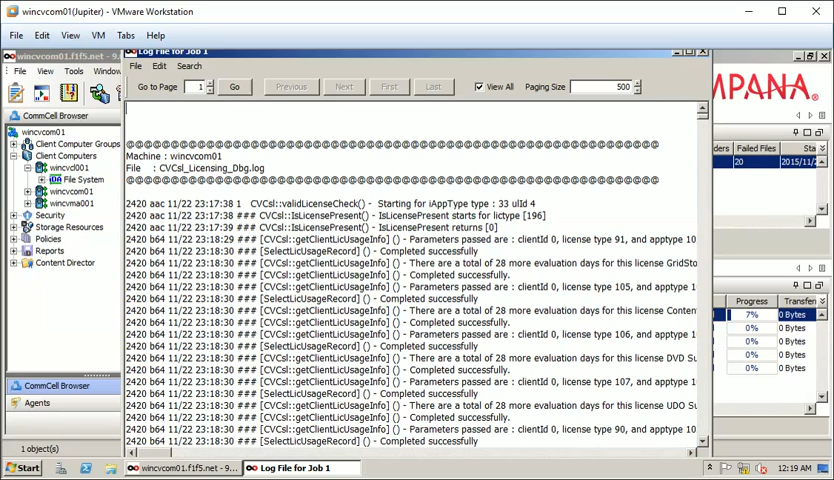 wincvcom01(Jupiter) - VMware Workstation
File Edit View VM Tabs Help
wincvcom01.f1f5.net - 9.
File View Tools Windows
CommCell Browser
wincvcom01
Client Computer Groups
Client Computers
wincvcl001
File System
wincvcom01
wincvma001
Security
Storage Resources
Policies
Reports
Content Director
CommCell Browser
Agents
1 object(s)
Log File for Job 1
File Edit Search
Go to Page 1 Go Previous Next First Last View All Paging Size 500
@@@@@@@@@@@@@@@@@@@@@@@@@@@@@@@@@@@@@@@@@@@@@@@@@@@@@@@
Machine : wincvcom01
File : CVCsl_Licensing_Dbg.log
@@@@@@@@@@@@@@@@@@@@@@@@@@@@@@@@@@@@@@@@@@@@@@@@@@@@@@@
2420 aac 11/22 23:17:38 1 CVCsl::validLicenseCheck() - Starting for iAppType type : 33 ulId 4
2420 aac 11/22 23:17:38 ### CVCsl::IsLicensePresent() - IsLicensePresent starts for lictype [196]
2420 aac 11/22 23:17:38 ### CVCsl::IsLicensePresent() - IsLicensePresent returns [0]
2420 b64 11/22 23:18:29 ### [CVCsl::getClientLicUsageInfo] () - Parameters passed are : clientId 0, license type 91, and apptype 10
2420 b64 11/22 23:18:30 ### [SelectLicUsageRecord] () - Completed successfully
2420 b64 11/22 23:18:30 ### [CVCsl::getClientLicUsageInfo] () - There are a total of 28 more evaluation days for this license GridSto
2420 b64 11/22 23:18:30 ### [CVCsl::getClientLicUsageInfo] () - Completed successfully.
2420 b64 11/22 23:18:30 ### [CVCsl::getClientLicUsageInfo] () - Parameters passed are : clientId 0, license type 105, and apptype 1
2420 b64 11/22 23:18:30 ### [SelectLicUsageRecord] () - Completed successfully
2420 b64 11/22 23:18:30 ### [CVCsl::getClientLicUsageInfo] () - There are a total of 28 more evaluation days for this license Conten
2420 b64 11/22 23:18:30 ### [CVCsl::getClientLicUsageInfo] () - Completed successfully.
2420 b64 11/22 23:18:30 ### [CVCsl::getClientLicUsageInfo] () - Parameters passed are : clientId 0, license type 106, and apptype 1
2420 b64 11/22 23:18:30 ### [SelectLicUsageRecord] () - Completed successfully
2420 b64 11/22 23:18:30 ### [CVCsl::getClientLicUsageInfo] () - There are a total of 28 more evaluation days for this license DVD Su
2420 b64 11/22 23:18:30 ### [CVCsl::getClientLicUsageInfo] () - Completed successfully.
2420 b64 11/22 23:18:30 ### [CVCsl::getClientLicUsageInfo] () - Parameters passed are : clientId 0, license type 107, and apptype 1
2420 b64 11/22 23:18:30 ### [SelectLicUsageRecord] () - Completed successfully
2420 b64 11/22 23:18:30 ### [CVCsl::getClientLicUsageInfo] () - There are a total of 28 more evaluation days for this license UDO Su
2420 b64 11/22 23:18:30 ### [CVCsl::getClientLicUsageInfo] () - Completed successfully.
2420 b64 11/22 23:18:30 ### [CVCsl::getClientLicUsageInfo] () - Parameters passed are : clientId 0, license type 90, and apptype 10
2420 b64 11/22 23:18:30 ### [SelectLicUsageRecord] () - Completed successfully
MPANA.
ders Failed Files Sta
20 2015/11/2
Progress Transfer
7% 0 Bytes
0% 0 Bytes
0% 0 Bytes
0% 0 Bytes
0% 0 Bytes
Start wincvcom01.f1f5.net - 9... Log File for Job 1 12:19 AM